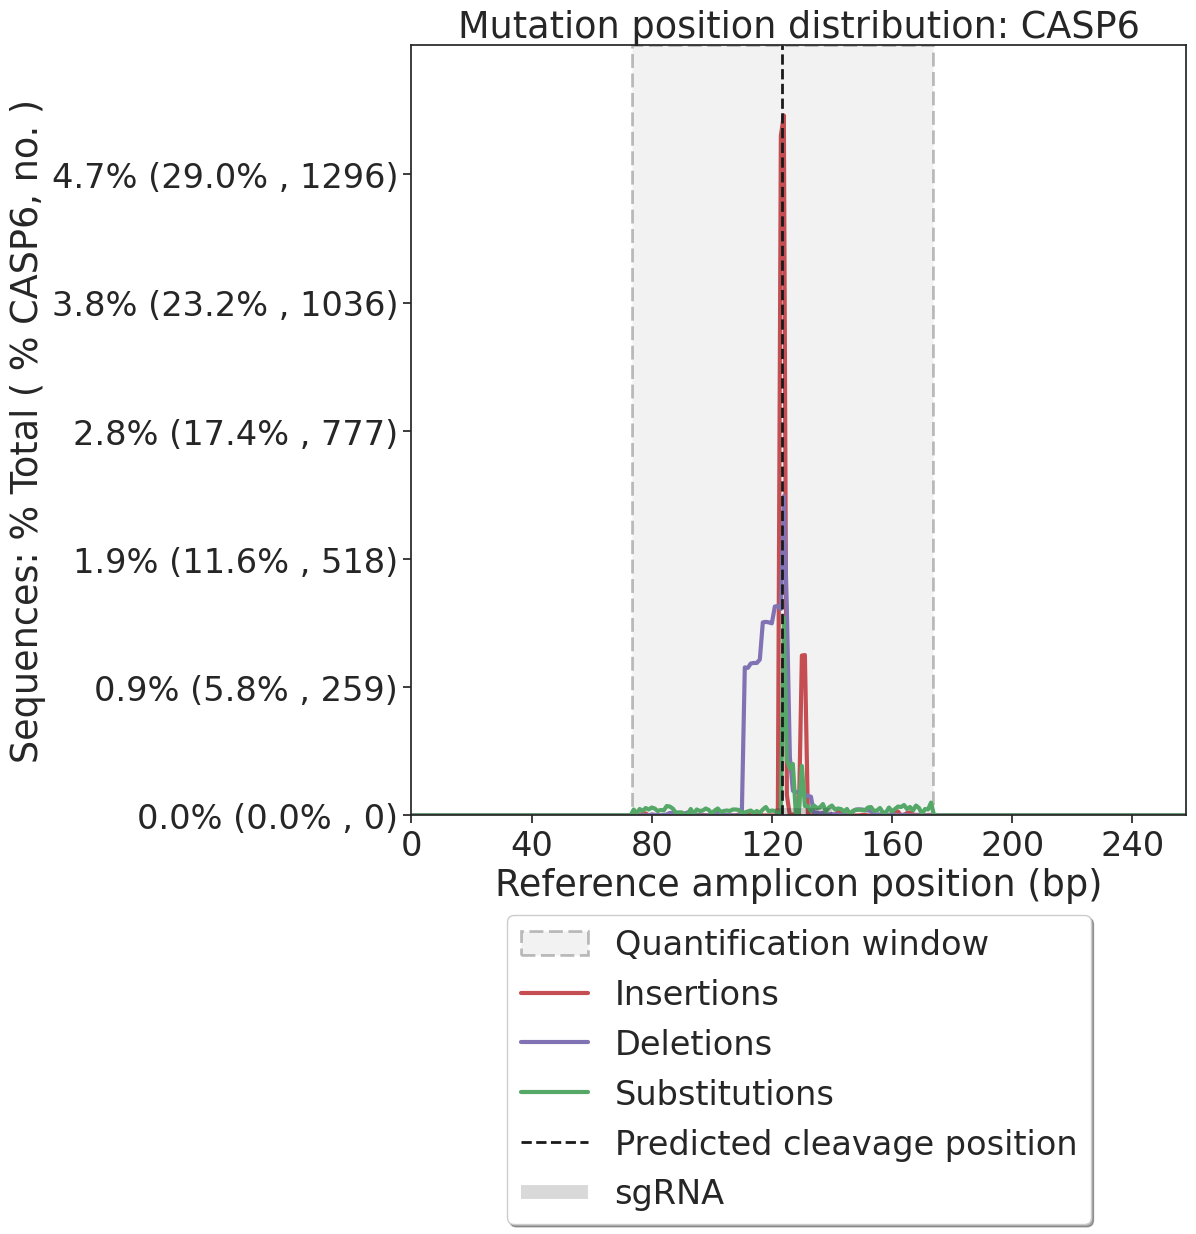 Mutation position distribution: CASP6
Sequences: % Total ( % CASP6, no. )
4.7% (29.0% , 1296)
3.8% (23.2% , 1036)
2.8% (17.4% , 777)
1.9% (11.6% , 518)
0.9% (5.8% , 259)
0.0% (0.0% , 0)
0 40 80 120 160 200 240
Reference amplicon position (bp)
Quantification window
Insertions
Deletions
Substitutions
Predicted cleavage position
sgRNA